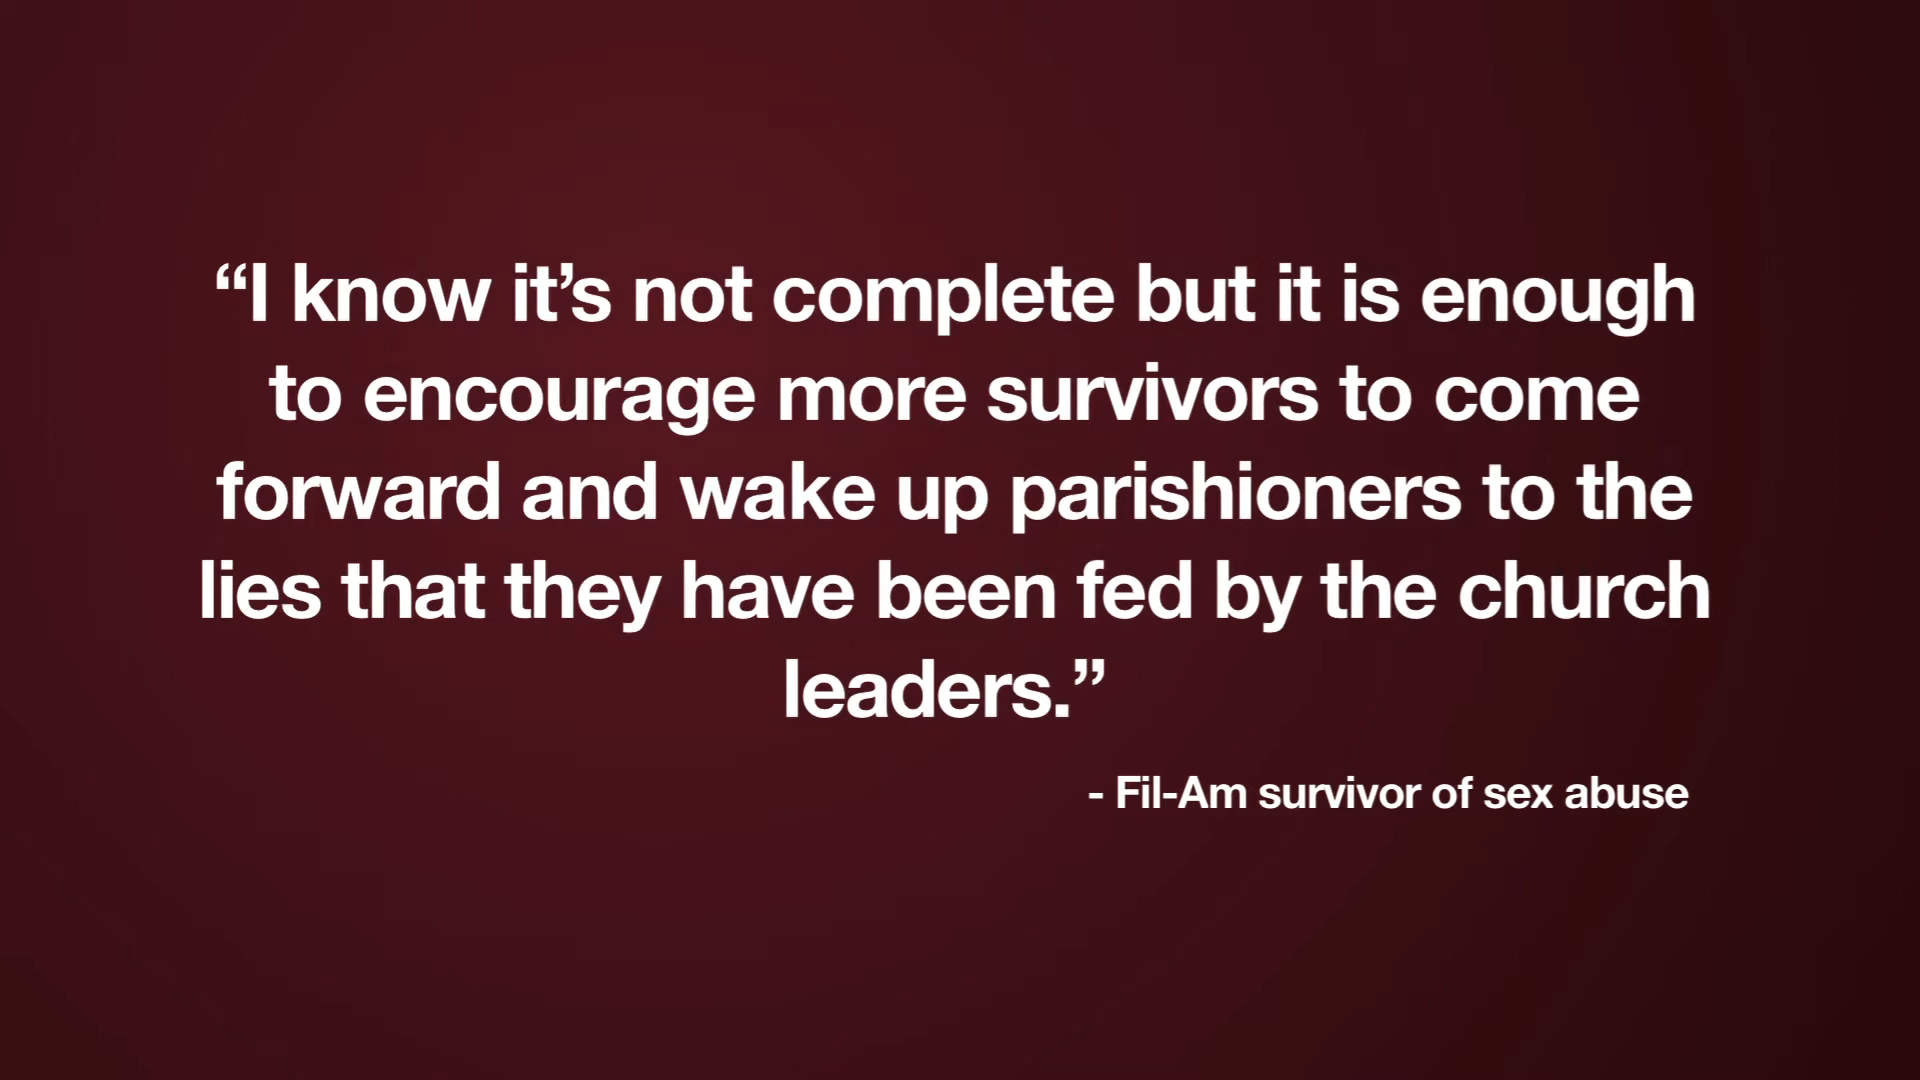 “I know it’s not complete but it is enough
to encourage more survivors to come
forward and wake up parishioners to the
lies that they have been fed by the church
leaders.”
- Fil-Am survivor of sex abuse